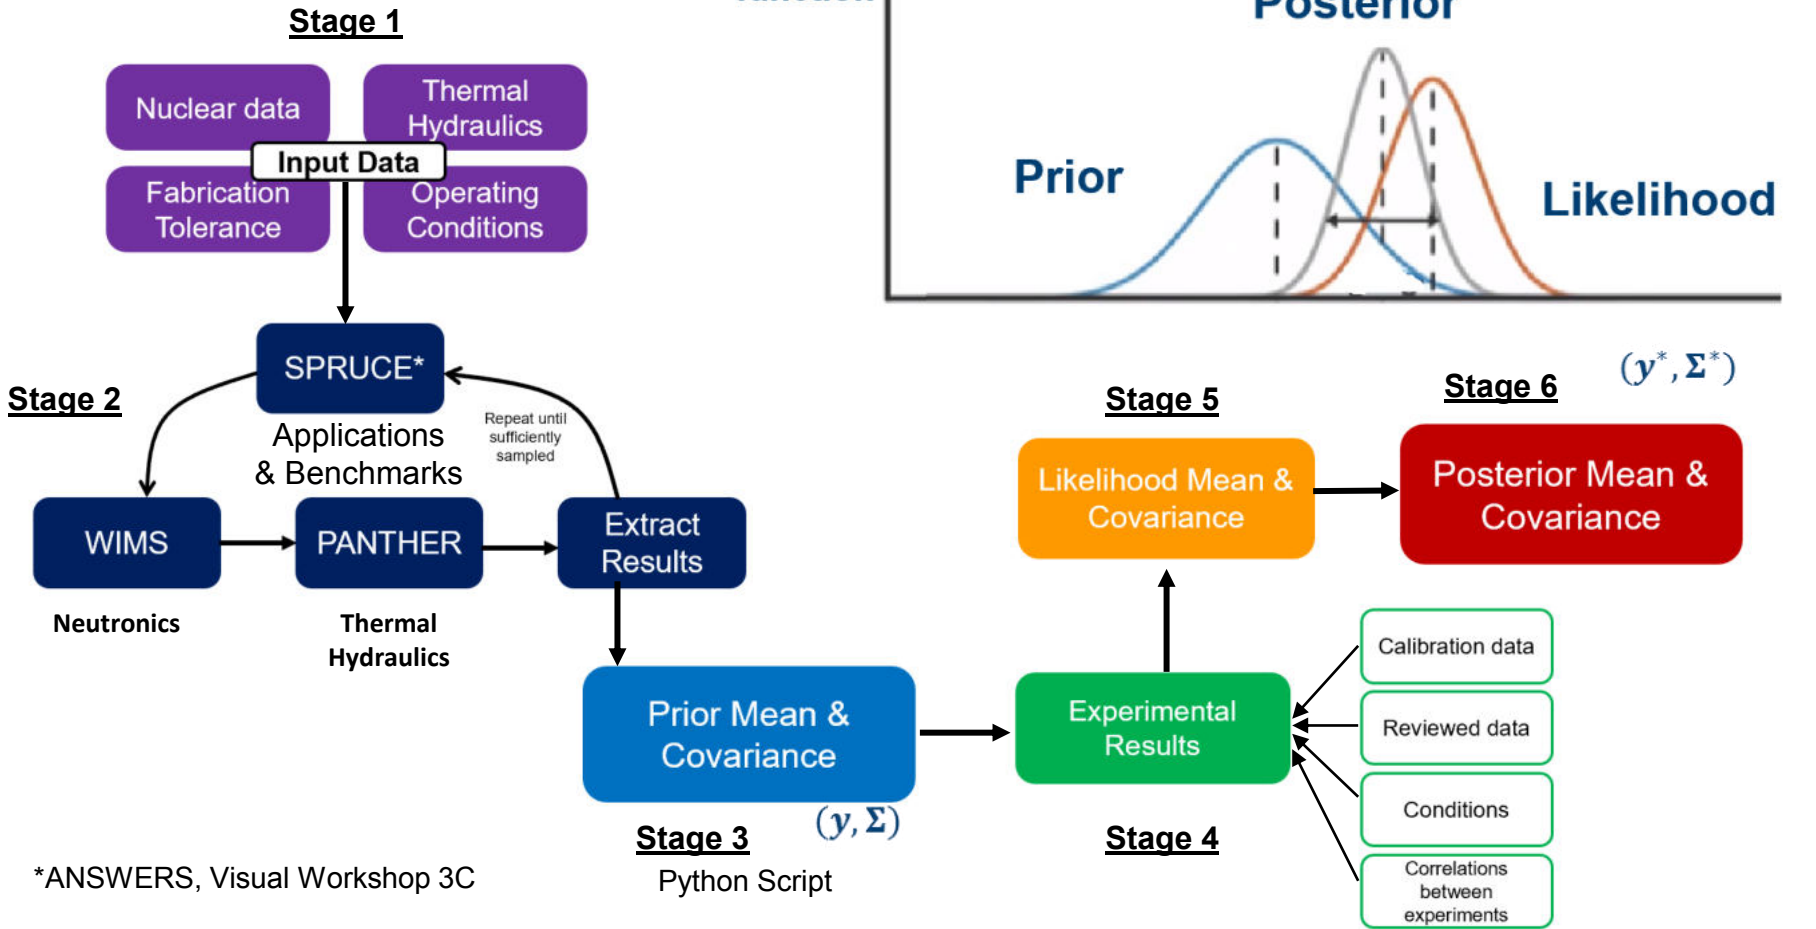 Stage 1
Nuclear data
Thermal
Hydraulics
Input Data
Fabrication
Tolerance
Operating
Conditions
Posterior
Prior
Likelihood
Stage 2
SPRUCE*
Applications
& Benchmarks
Repeat until
sufficiently
sampled
WIMS
PANTHER
Extract
Results
Neutronics
Thermal
Hydraulics
Prior Mean &
Covariance
(y, Σ)
Stage 3
Python Script
Experimental
Results
Stage 4
Calibration data
Reviewed data
Conditions
Correlations
between
experiments
Stage 5
Likelihood Mean &
Covariance
Stage 6
(y*, Σ*)
Posterior Mean &
Covariance
*ANSWERS, Visual Workshop 3C